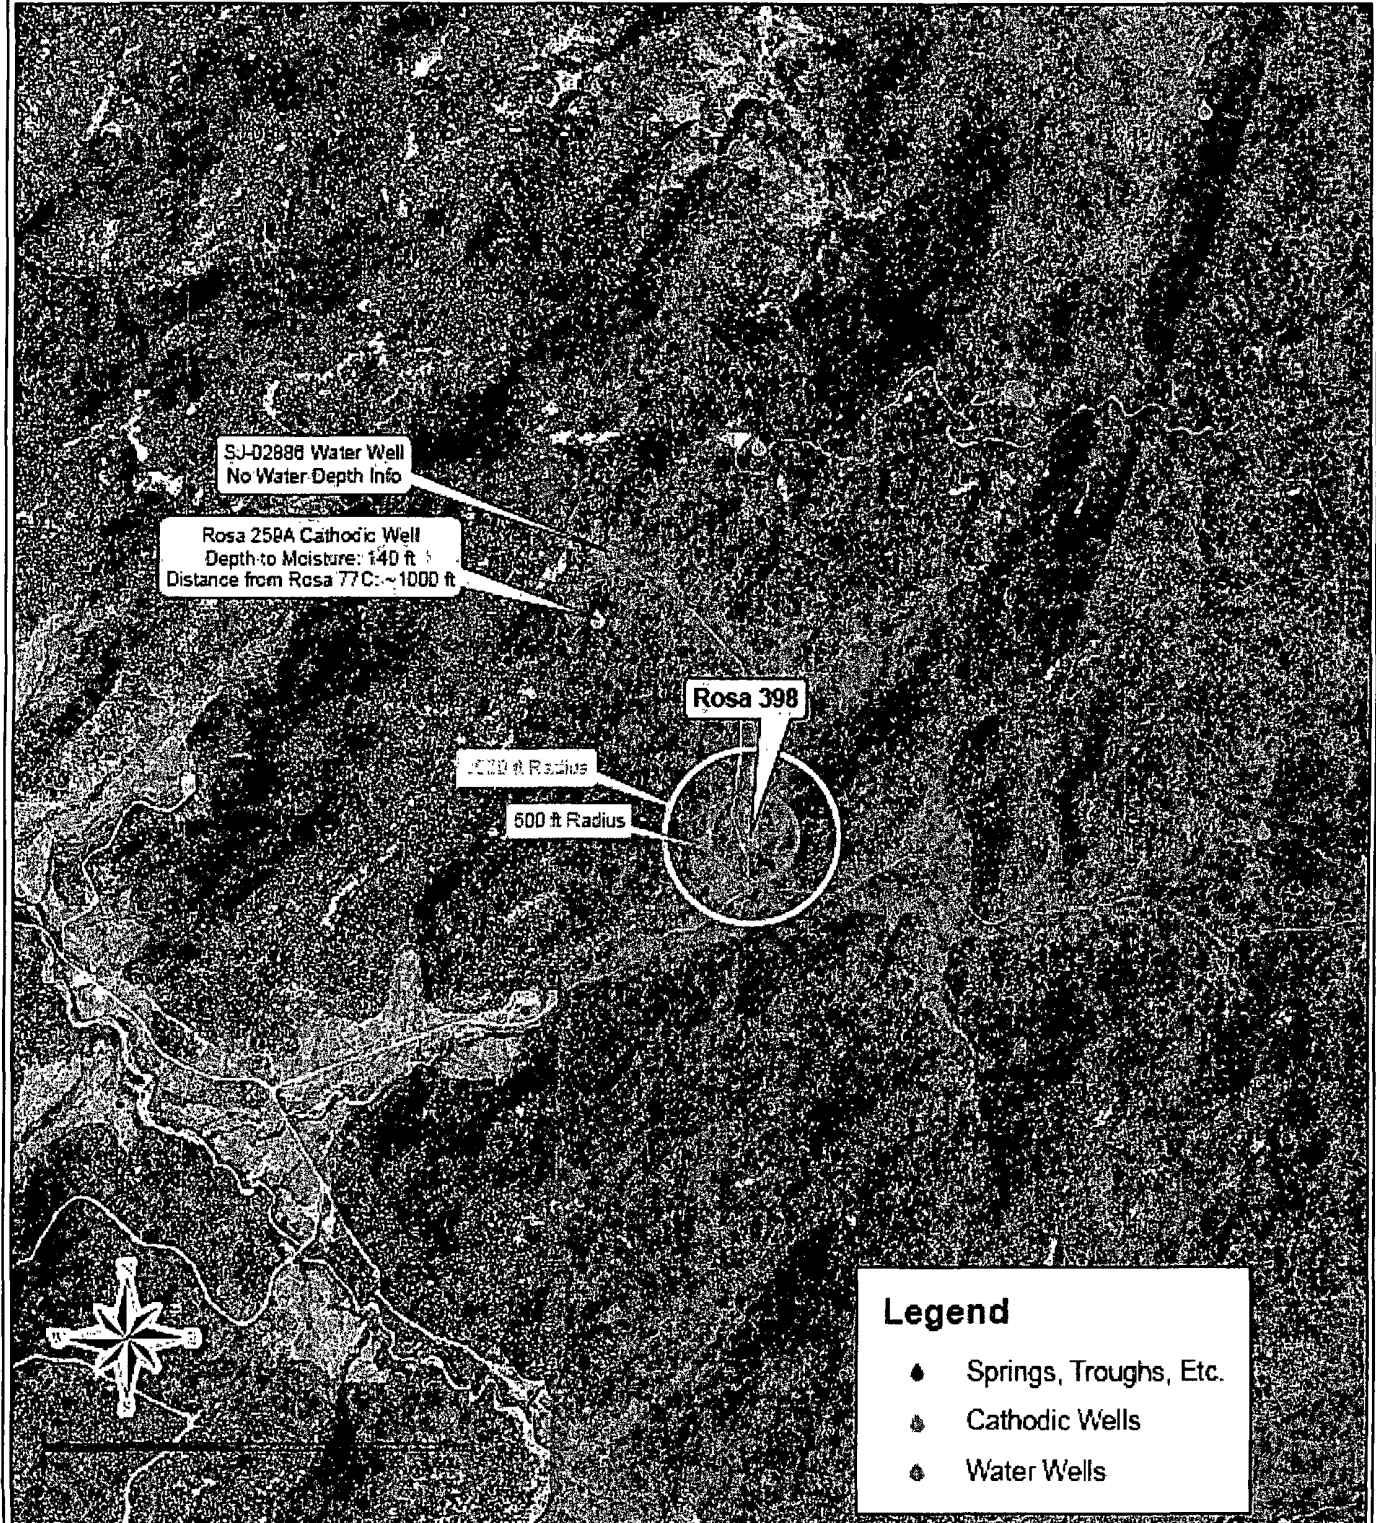 SJ-02886 Water Well
No Water Depth Info
Rosa 259A Cathodic Well
Depth to Moisture: 140 ft
Distance from Rosa 77C: ~1000 ft
Rosa 398
ft Radius
500 ft Radius
Legend
Springs, Troughs, Etc.
Cathodic Wells
Water Wells